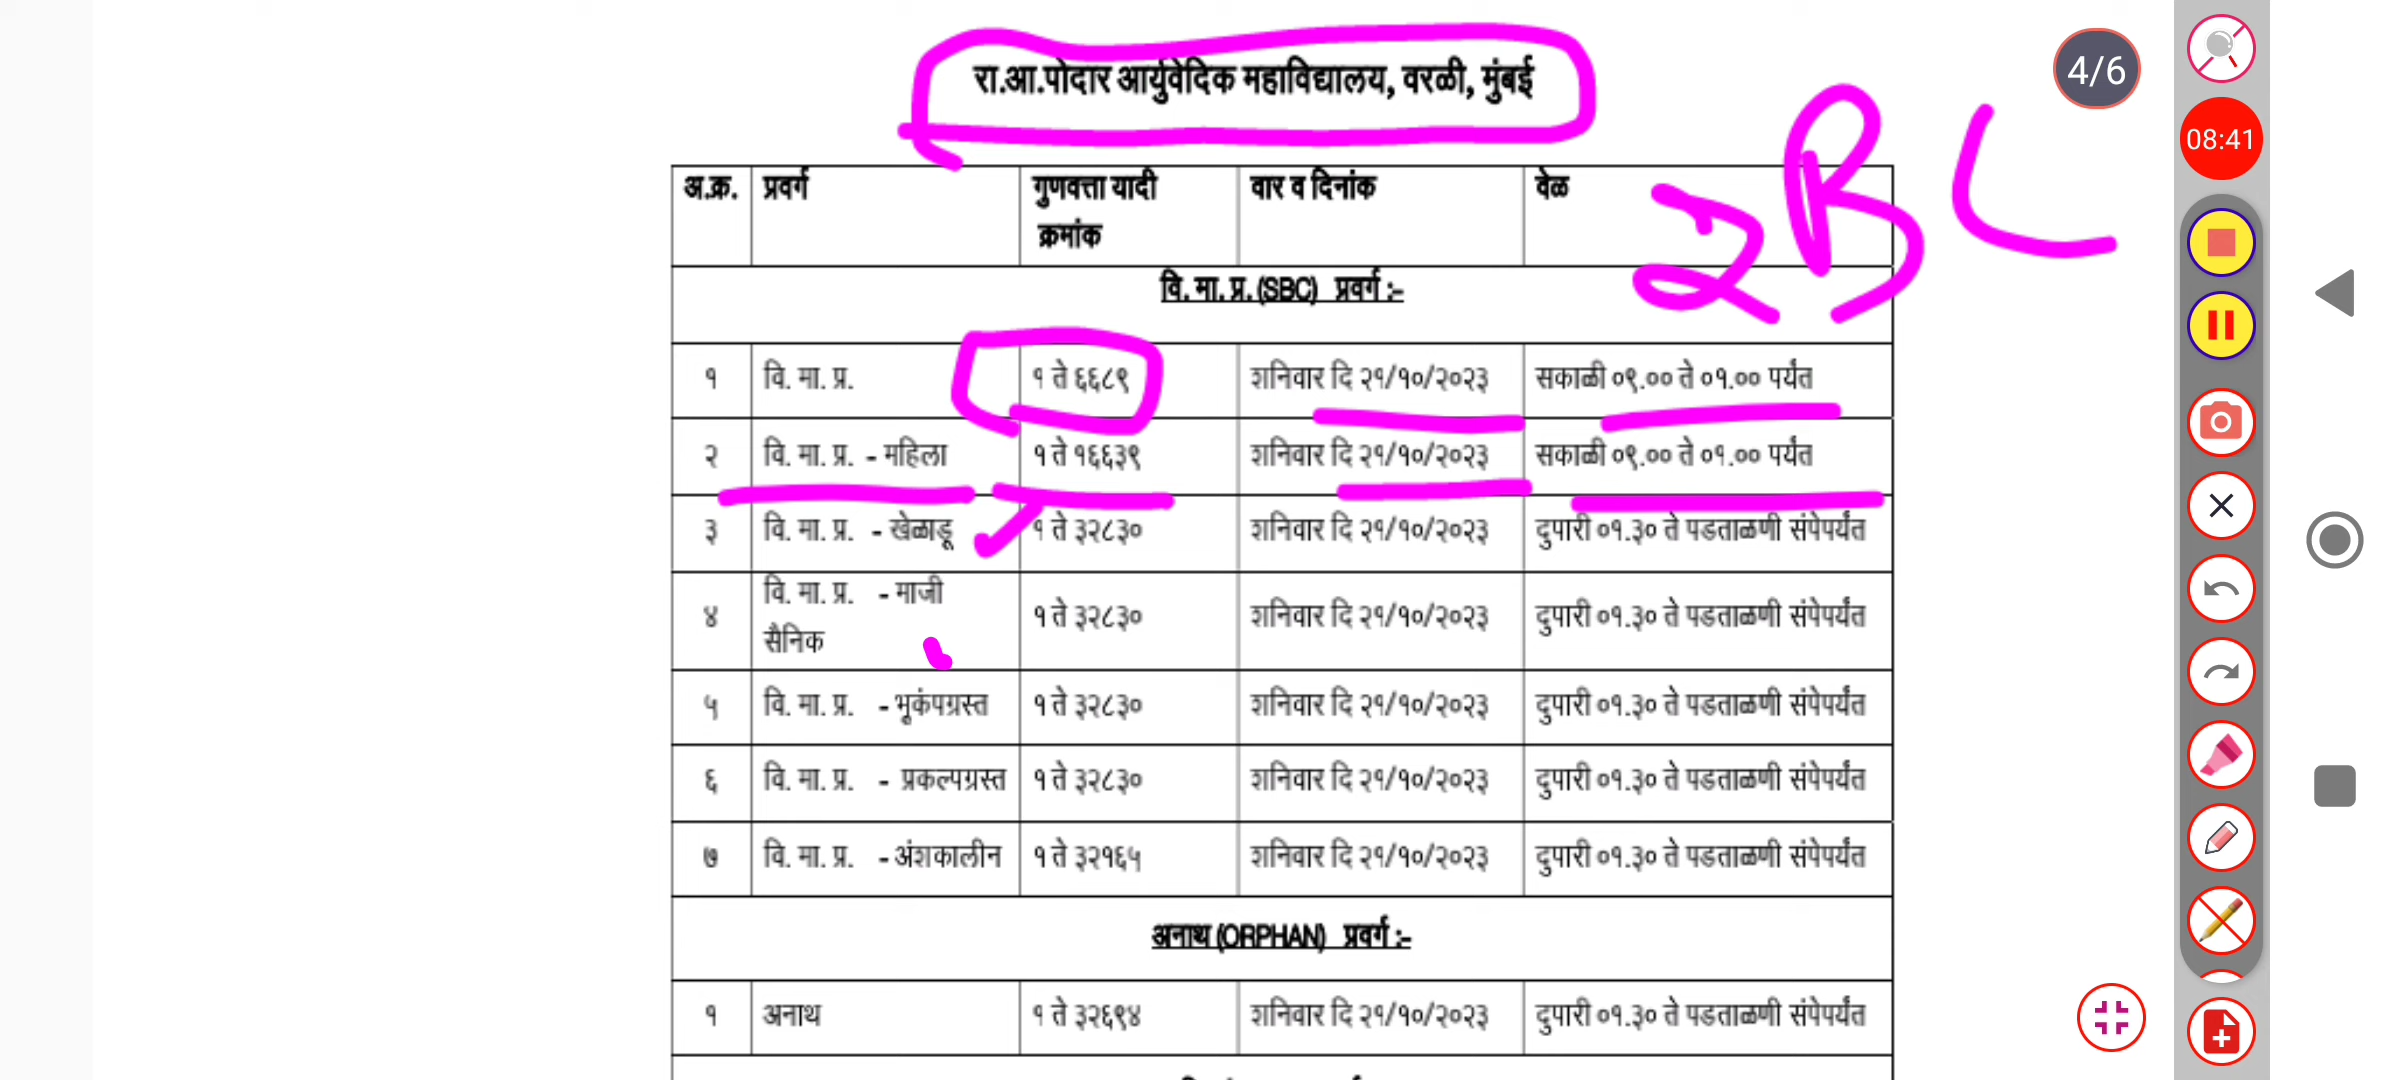 रा.आ.पोदार आर्युवेदिक महाविद्यालय, वरळी, मुंबई
4/6
08:41
SBC
अ.क्र. प्रवर्ग गुणवत्ता यादी क्रमांक वार व दिनांक वेळ
वि. मा. प्र. (SBC) प्रवर्ग :-
१ वि. मा. प्र. १ ते ६६८९ शनिवार दि २१/१०/२०२३ सकाळी ०९.०० ते ०१.०० पर्यंत
२ वि. मा. प्र. - महिला १ ते १६६३९ शनिवार दि २१/१०/२०२३ सकाळी ०९.०० ते ०१.०० पर्यंत
३ वि. मा. प्र. - खेळाडू १ ते ३२८३० शनिवार दि २१/१०/२०२३ दुपारी ०१.३० ते पडताळणी संपेपर्यंत
४ वि. मा. प्र. - माजी सैनिक १ ते ३२८३० शनिवार दि २१/१०/२०२३ दुपारी ०१.३० ते पडताळणी संपेपर्यंत
५ वि. मा. प्र. - भूकंपग्रस्त १ ते ३२८३० शनिवार दि २१/१०/२०२३ दुपारी ०१.३० ते पडताळणी संपेपर्यंत
६ वि. मा. प्र. - प्रकल्पग्रस्त १ ते ३२८३० शनिवार दि २१/१०/२०२३ दुपारी ०१.३० ते पडताळणी संपेपर्यंत
७ वि. मा. प्र. - अंशकालीन १ ते ३२१६५ शनिवार दि २१/१०/२०२३ दुपारी ०१.३० ते पडताळणी संपेपर्यंत
अनाथ (ORPHAN) प्रवर्ग :-
१ अनाथ १ ते ३२६९४ शनिवार दि २१/१०/२०२३ दुपारी ०१.३० ते पडताळणी संपेपर्यंत